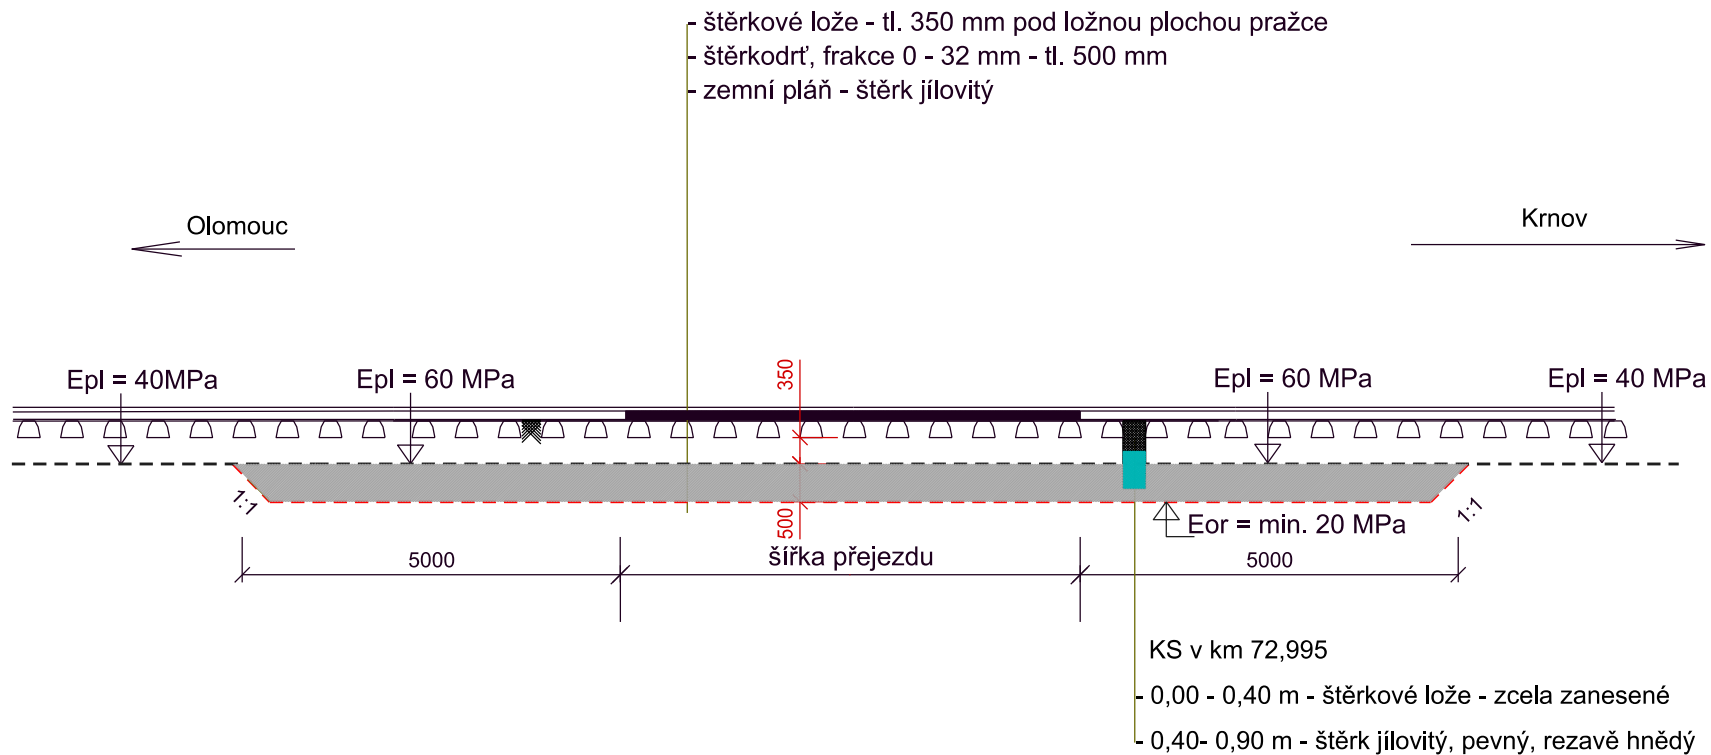 - štěrkové lože - tl. 350 mm pod ložnou plochou pražce
- štěrkodrť, frakce 0 - 32 mm - tl. 500 mm
- zemní pláň - štěrk jílovitý
Olomouc
Krnov
Epl = 40MPa
Epl = 60 MPa
350
Epl = 60 MPa
Epl = 40 MPa
1:1
500
Eor = min. 20 MPa
1:1
5000
šířka přejezdu
5000
KS v km 72,995
- 0,00 - 0,40 m - štěrkové lože - zcela zanesené
- 0,40- 0,90 m - štěrk jílovitý, pevný, rezavě hnědý